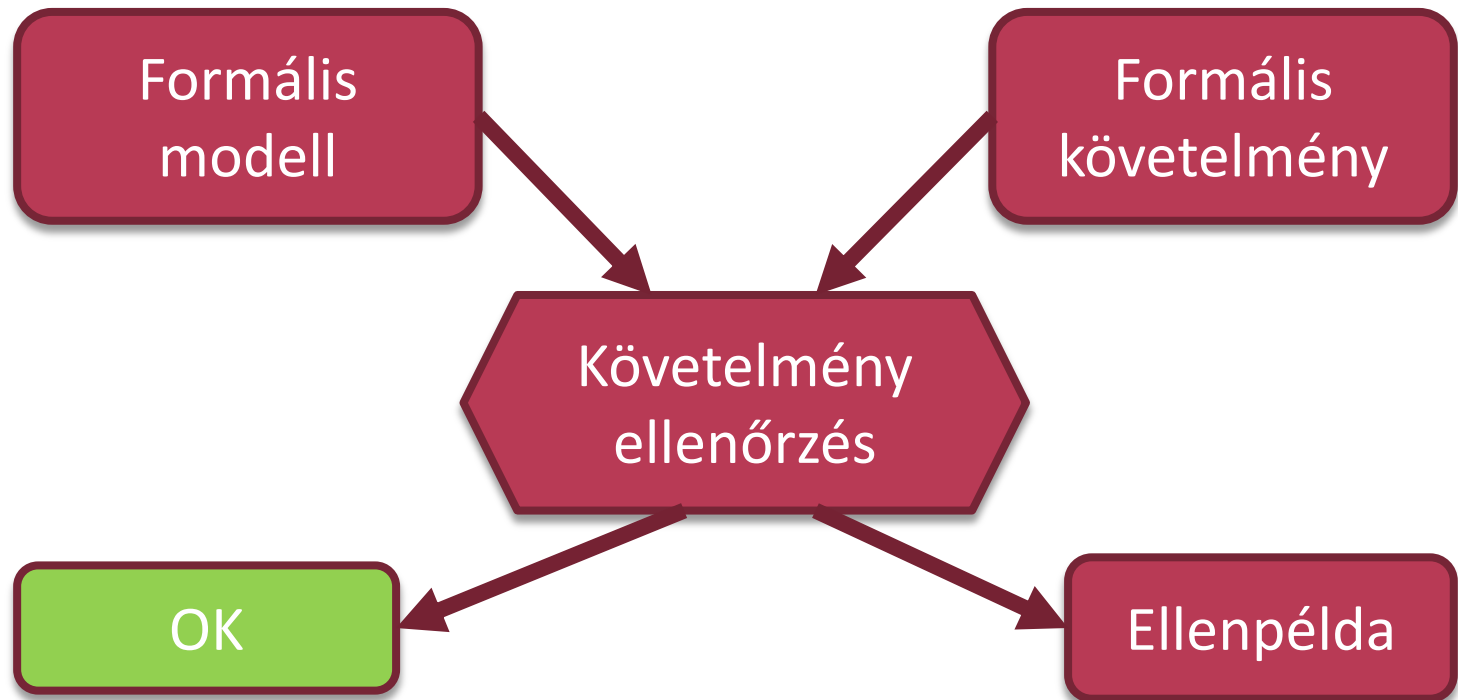 Formális
modell
Formális
követelmény
Követelmény
ellenőrzés
OK
Ellenpélda